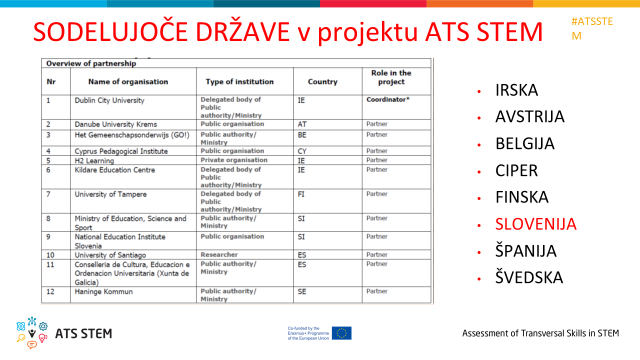 SODELUJOČE DRŽAVE v projektu ATS STEM
#ATSSTE
M
Overview of partnership
Nr Name of organisation Type of institution Country Role in the project
1 Dublin City University Delegated body of Public authority/Ministry IE Coordinator*
2 Danube University Krems Public organisation AT Partner
3 Het Gemeenschapsonderwijs (GO!) Public authority/ Ministry BE Partner
4 Cyprus Pedagogical Institute Public organisation CY Partner
5 H2 Learning Private organisation IE Partner
6 Kildare Education Centre Delegated body of Public authority/Ministry IE Partner
7 University of Tampere Delegated body of Public authority/Ministry FI Partner
8 Ministry of Education, Science and Sport Public authority/ Ministry SI Partner
9 National Education Institute Slovenia Public organisation SI Partner
10 University of Santiago Researcher ES Partner
11 Conselleria de Cultura, Educacion e Ordenacion Universitaria (Xunta de Galicia) Public authority/ Ministry ES Partner
12 Haninge Kommun Public authority/ Ministry SE Partner
• IRSKA
• AVSTRIJA
• BELGIJA
• CIPER
• FINSKA
• SLOVENIJA
• ŠPANIJA
• ŠVEDSKA
ATS STEM
Co-funded by the
Erasmus+ Programme
of the European Union
Assessment of Transversal Skills in STEM